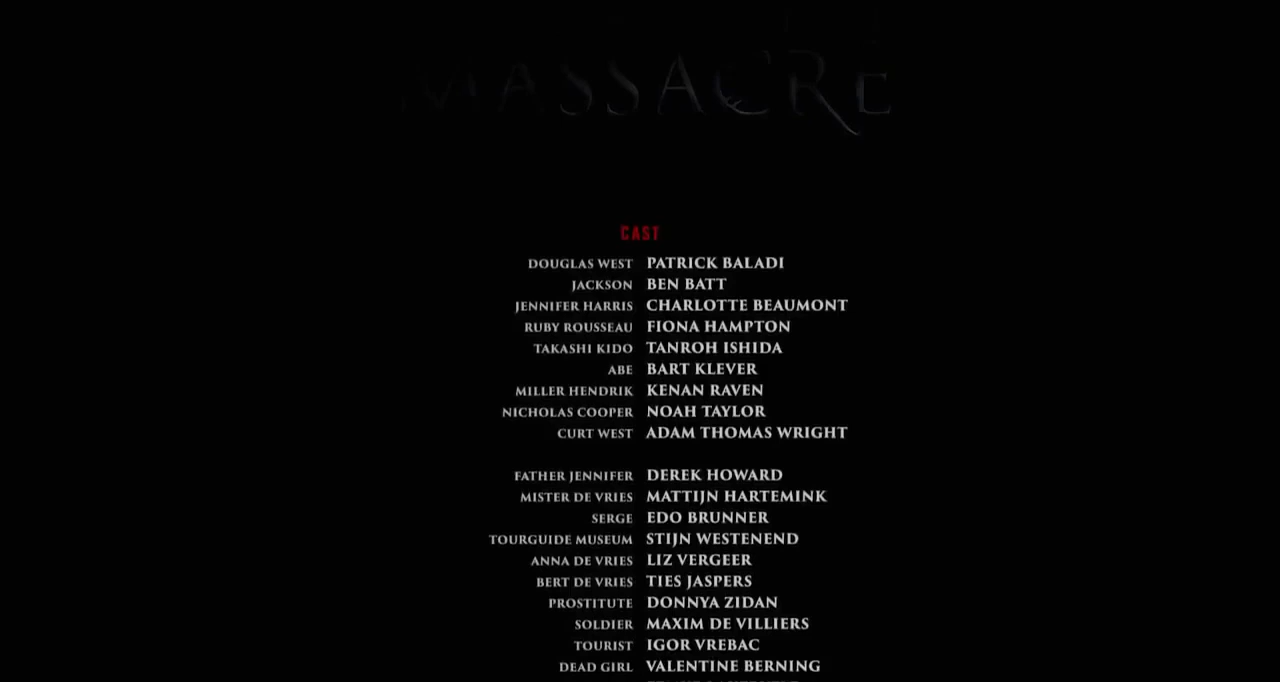 MASSACRE
CAST
DOUGLAS WEST PATRICK BALADI
JACKSON BEN BATT
JENNIFER HARRIS CHARLOTTE BEAUMONT
RUBY ROUSSEAU FIONA HAMPTON
TAKASHI KIDO TANROH ISHIDA
ABE BART KLEVER
MILLER HENDRIK KENAN RAVEN
NICHOLAS COOPER NOAH TAYLOR
CURT WEST ADAM THOMAS WRIGHT
FATHER JENNIFER DEREK HOWARD
MISTER DE VRIES MATTIJN HARTEMINK
SERGE EDO BRUNNER
TOURGUIDE MUSEUM STIJN WESTENEND
ANNA DE VRIES LIZ VERGEER
BERT DE VRIES TIES JASPERS
PROSTITUTE DONNYA ZIDAN
SOLDIER MAXIM DE VILLIERS
TOURIST IGOR VREBAC
DEAD GIRL VALENTINE BERNING